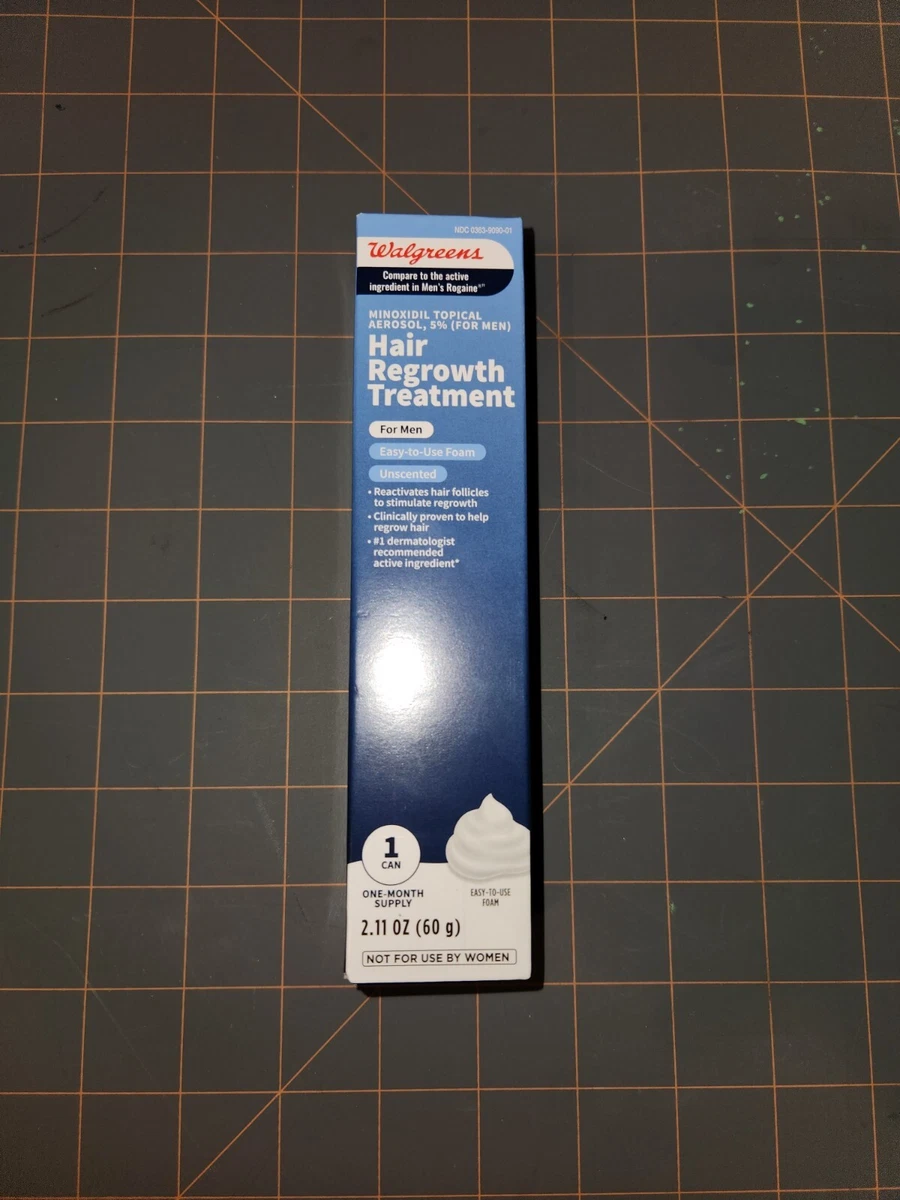 NDC 0363-9090-01
Walgreens
Compare to the active
ingredient in Men's Rogaine®*
MINOXIDIL TOPICAL
AEROSOL, 5% (FOR MEN)
Hair
Regrowth
Treatment
For Men
Easy-to-Use Foam
Unscented
• Reactivates hair follicles
to stimulate regrowth
• Clinically proven to help
regrow hair
• #1 dermatologist
recommended
active ingredient*
1
CAN
ONE-MONTH
SUPPLY
EASY-TO-USE
FOAM
2.11 OZ (60 g)
NOT FOR USE BY WOMEN